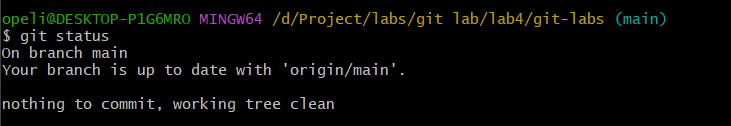 opeli@DESKTOP-P1G6MRO MINGW64 /d/Project/labs/git lab/lab4/git-labs (main)
$ git status
On branch main
Your branch is up to date with 'origin/main'.
nothing to commit, working tree clean